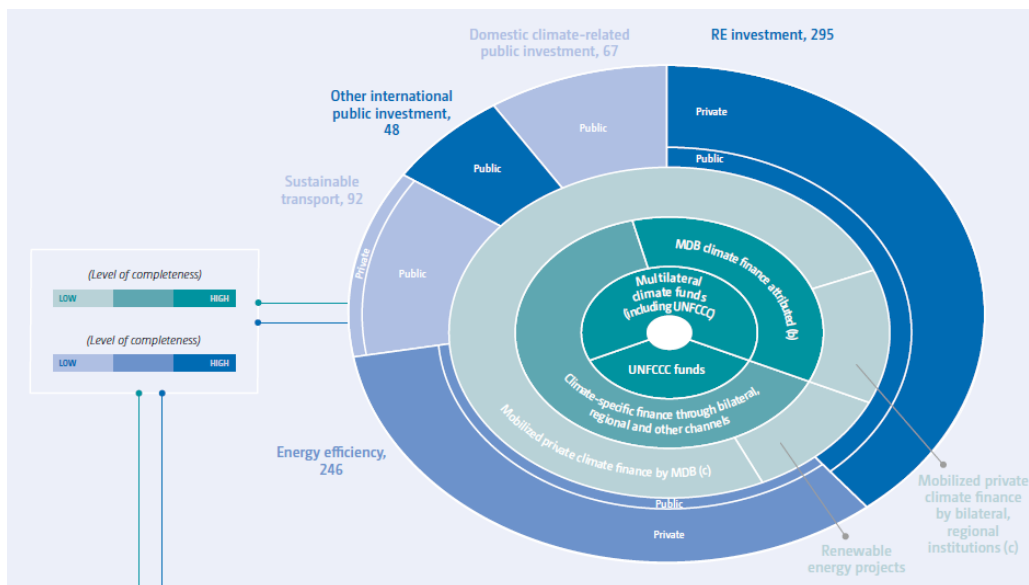 Domestic climate-related
public investment, 67
RE investment, 295
Other international
public investment,
48
Sustainable
transport, 92
Private
Public
Public
Public
Private
Public
(Level of completeness)
LOW
HIGH
(Level of completeness)
LOW
HIGH
MDB climate finance attributed (b)
Multilateral
climate funds
(including UNFCCC)
UNFCCC funds
Climate-specific finance through bilateral,
regional and other channels
Mobilized private climate finance by MDB (c)
Energy efficiency,
246
Public
Private
Mobilized private
climate finance
by bilateral,
regional
institutions (c)
Renewable
energy projects